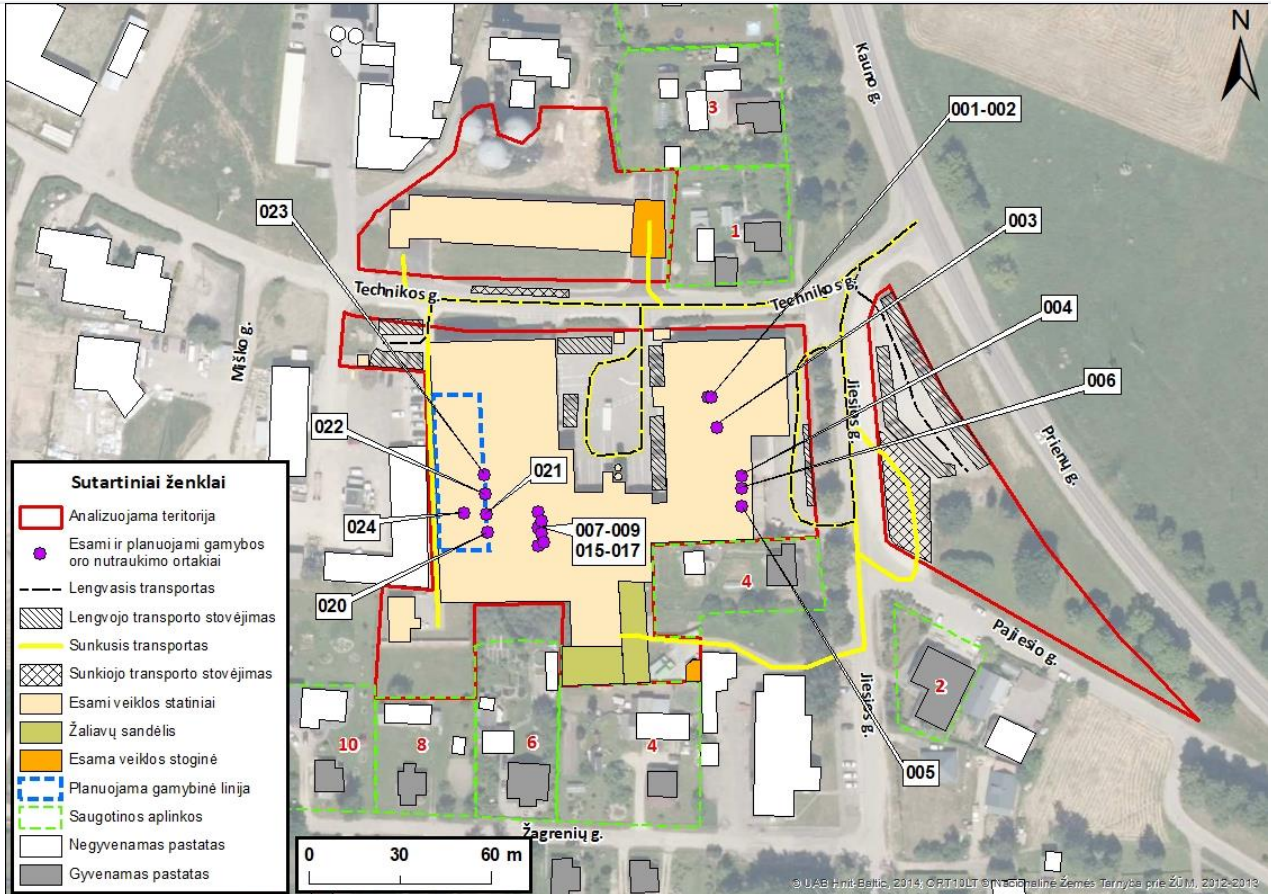 N
Kauno g.
001-002
3
003
023
1
Technikos g.
Technikos g.
004
006
Miško g.
Jiesios g.
Prienų g.
022
021
024
007-009
015-017
020
4
Pajiesio g.
2
Jiesios g.
10
8
6
4
005
Žagrenių g.
Sutartiniai ženklai
Analizuojama teritorija
Esami ir planuojami gamybos
oro nutraukimo ortakiai
Lengvasis transportas
Lengvojo transporto stovėjimas
Sunkusis transportas
Sunkiojo transporto stovėjimas
Esami veiklos statiniai
Žaliavų sandėlis
Esama veiklos stoginė
Planuojama gamybinė linija
Saugotinos aplinkos
Negyvenamas pastatas
Gyvenamas pastatas
0 30 60 m
© UAB Hnit-Baltic, 2014; ORT10LT © Nacionalinė Žemės Tarnyba prie ŽŪM, 2012-2013